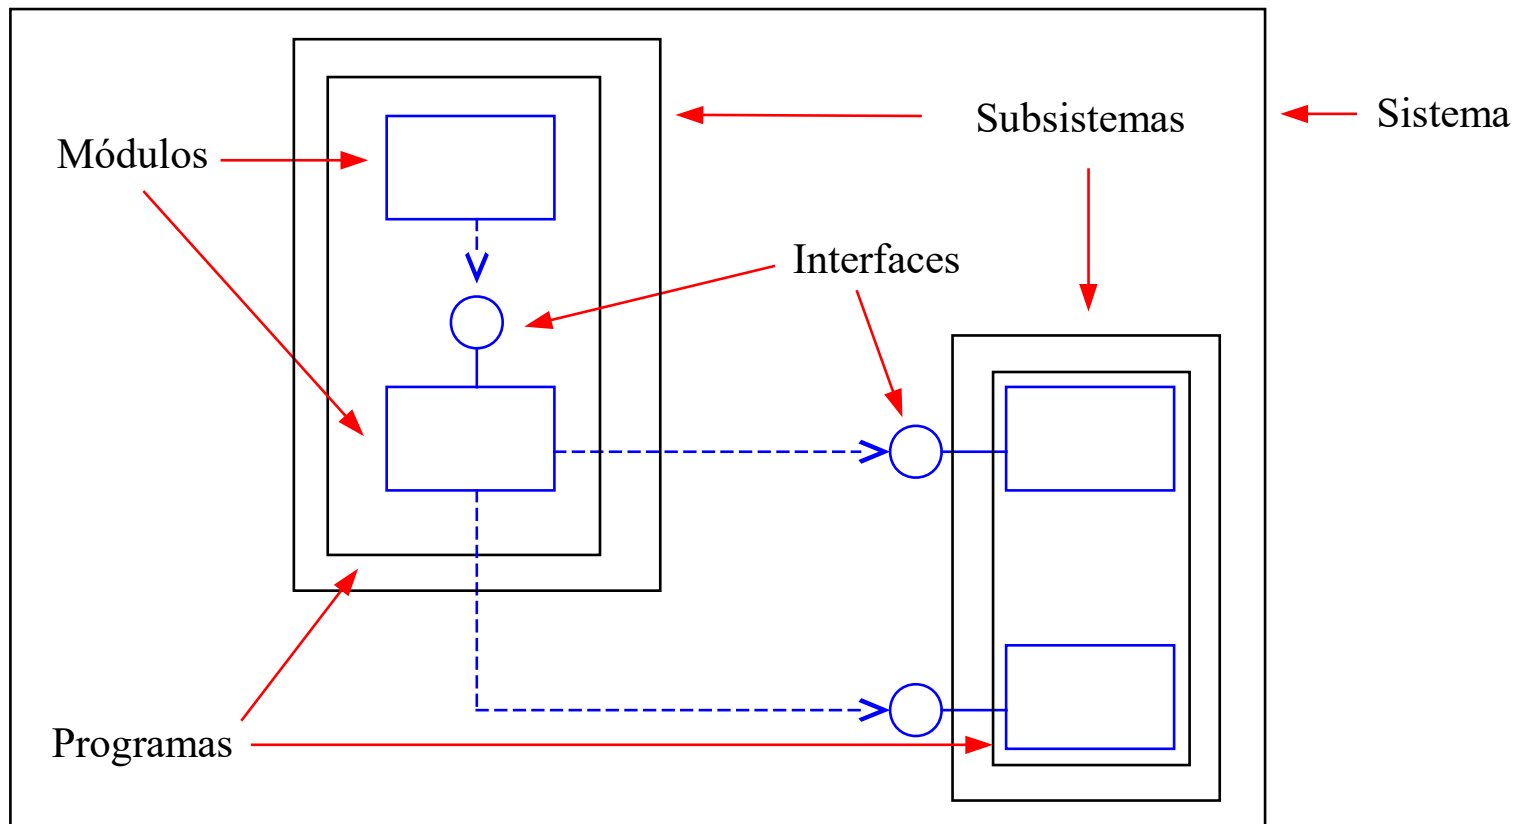 Subsistemas
Sistema
Módulos
Interfaces
Programas